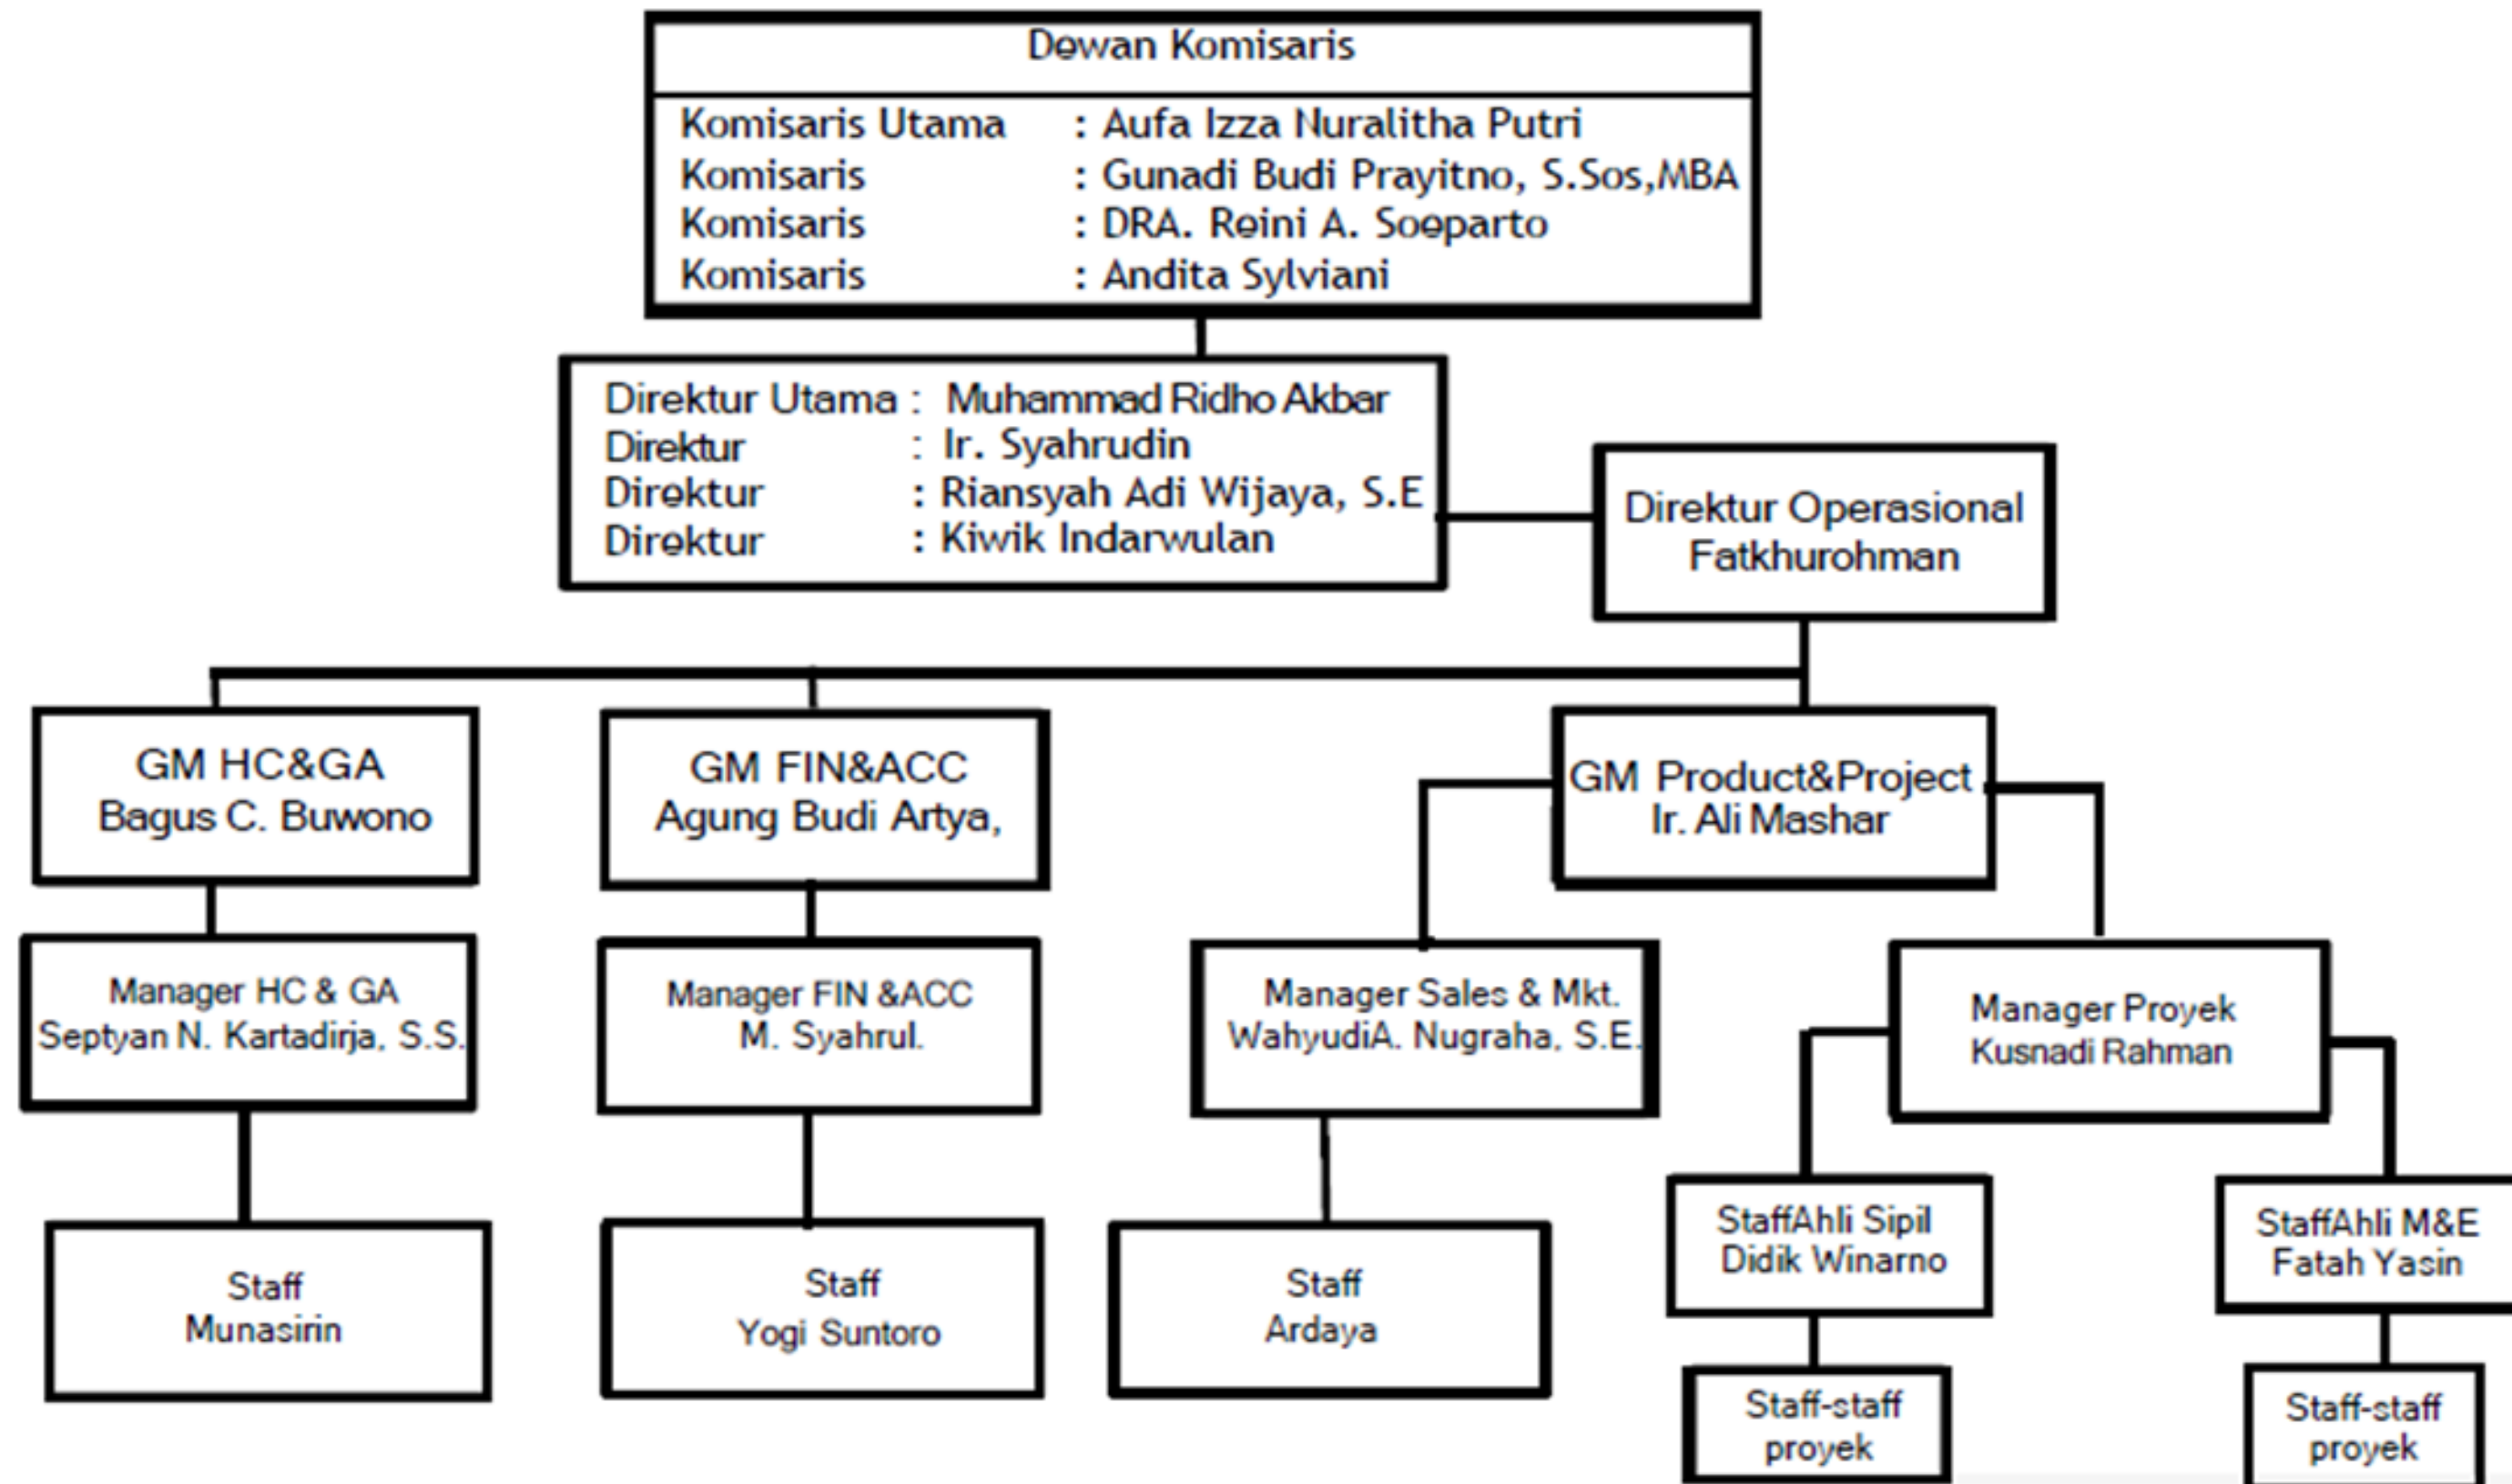 Dewan Komisaris
Komisaris Utama : Aufa Izza Nuralitha Putri
Komisaris : Gunadi Budi Prayitno, S.Sos,MBA
Komisaris : DRA. Reini A. Soeparto
Komisaris : Andita Sylviani
Direktur Utama : Muhammad Ridho Akbar
Direktur : Ir. Syahrudin
Direktur : Riansyah Adi Wijaya, S.E
Direktur : Kiwik Indarwulan
Direktur Operasional
Fatkhurohman
GM HC&GA
Bagus C. Buwono
GM FIN&ACC
Agung Budi Artya,
GM Product&Project
Ir. Ali Mashar
Manager HC & GA
Septyan N. Kartadirja, S.S.
Manager FIN &ACC
M. Syahrul.
Manager Sales & Mkt.
WahyudiA. Nugraha, S.E.
Manager Proyek
Kusnadi Rahman
Staff
Munasirin
Staff
Yogi Suntoro
Staff
Ardaya
StaffAhli Sipil
Didik Winarno
StaffAhli M&E
Fatah Yasin
Staff-staff
proyek
Staff-staff
proyek